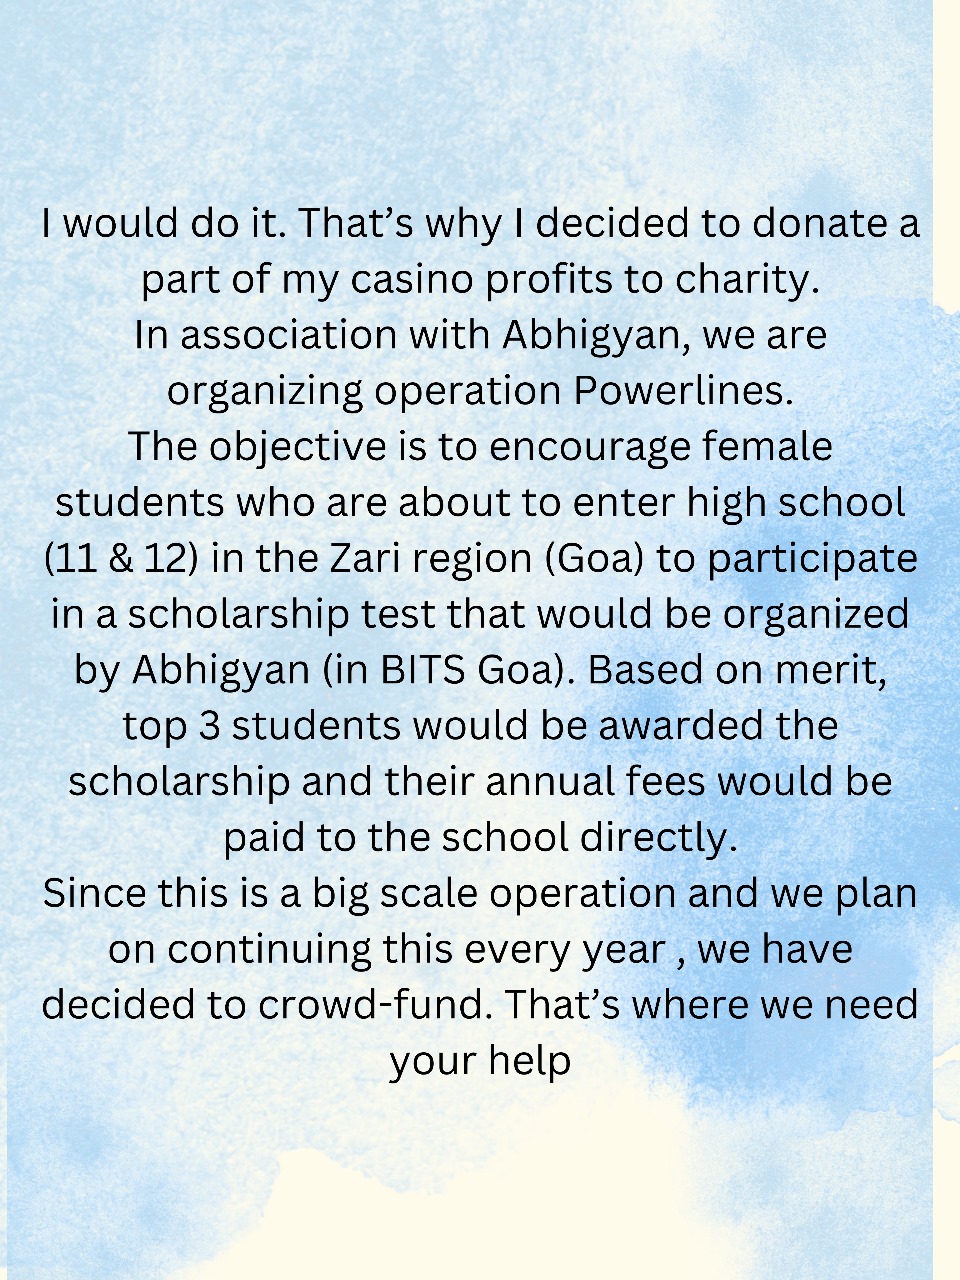 I would do it. That’s why I decided to donate a
part of my casino profits to charity.
In association with Abhigyan, we are
organizing operation Powerlines.
The objective is to encourage female
students who are about to enter high school
(11 & 12) in the Zari region (Goa) to participate
in a scholarship test that would be organized
by Abhigyan (in BITS Goa). Based on merit,
top 3 students would be awarded the
scholarship and their annual fees would be
paid to the school directly.
Since this is a big scale operation and we plan
on continuing this every year , we have
decided to crowd-fund. That’s where we need
your help